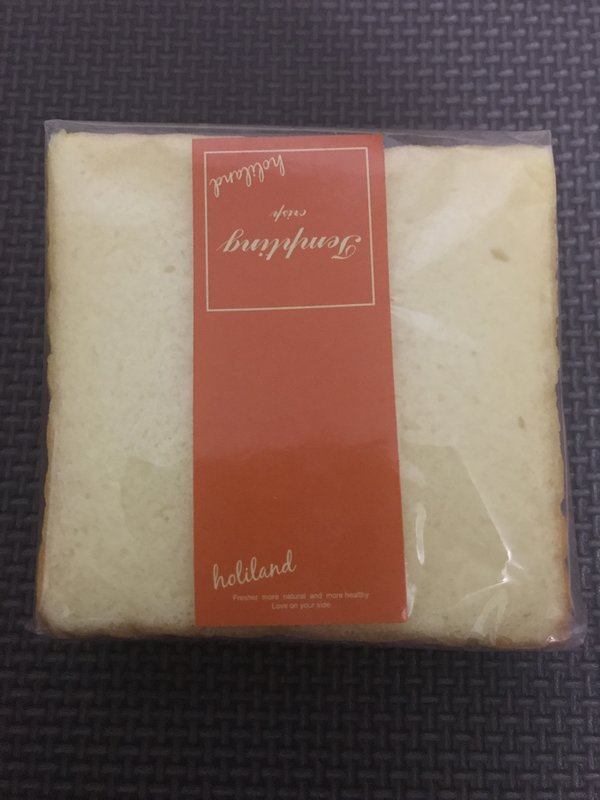 holiland
crisp
Tempting
holiland
Fresher more natural and more healthy
Love on your side